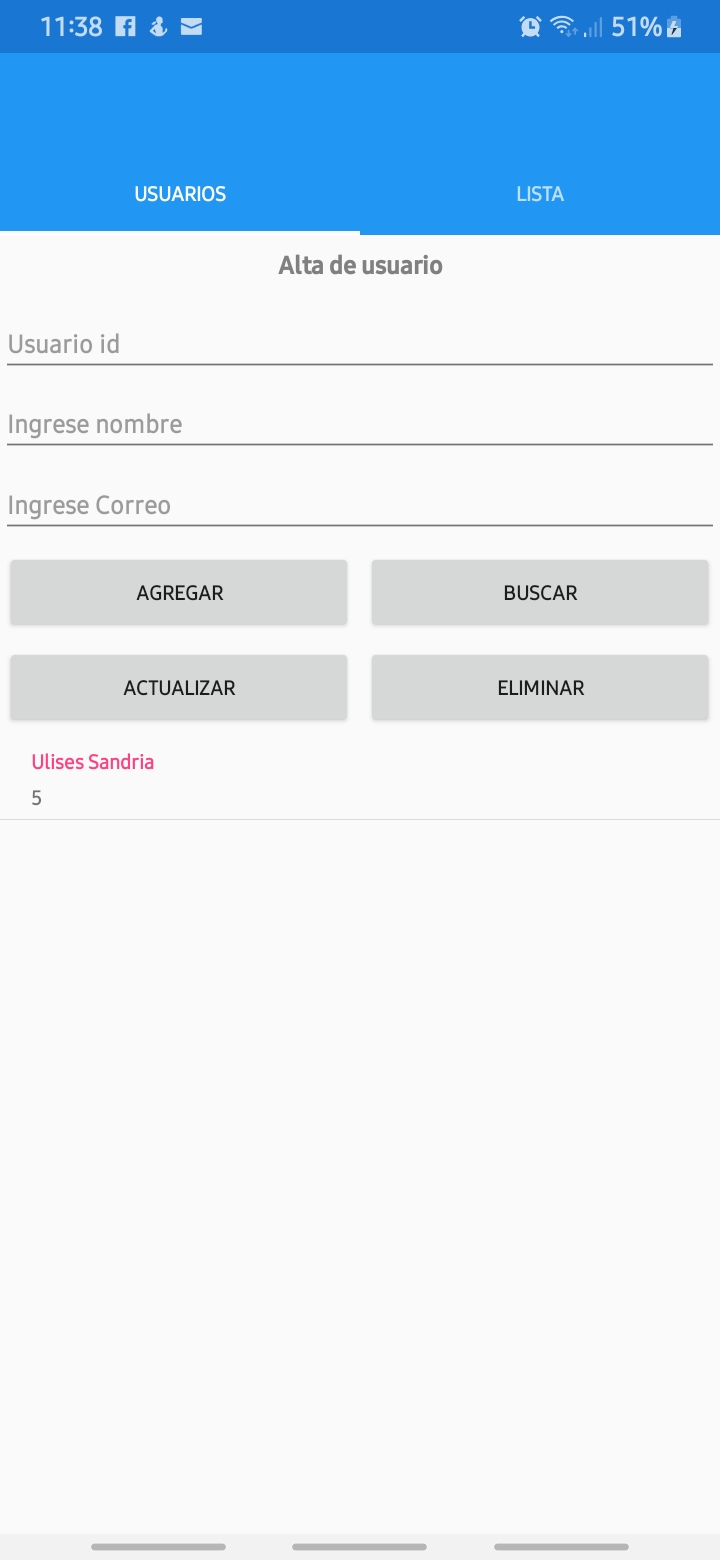 11:38 51%
USUARIOS LISTA
Alta de usuario
Usuario id
Ingrese nombre
Ingrese Correo
AGREGAR BUSCAR
ACTUALIZAR ELIMINAR
Ulises Sandria
5